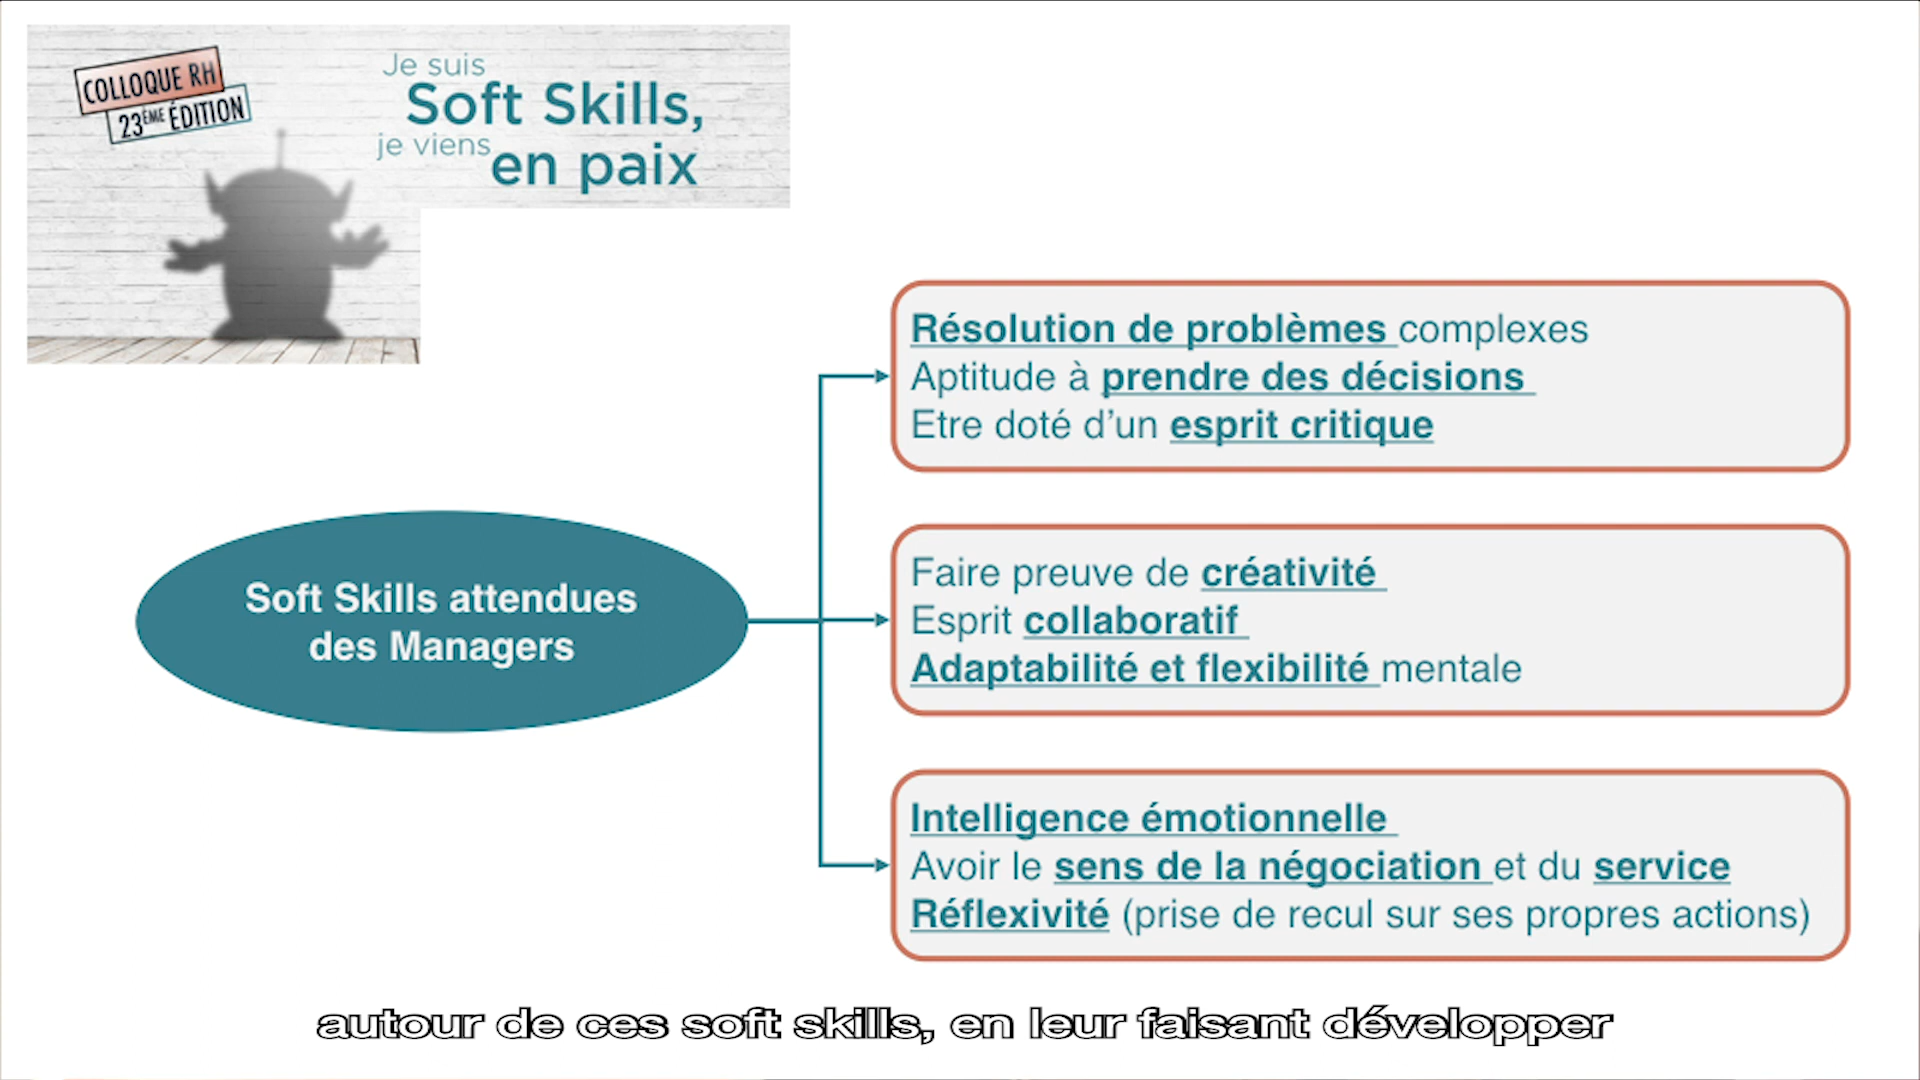 COLLOQUE RH
23ÈME ÉDITION
Je suis
Soft Skills,
je viens
en paix
Résolution de problèmes complexes
Aptitude à prendre des décisions
Etre doté d’un esprit critique
Soft Skills attendues
des Managers
Faire preuve de créativité
Esprit collaboratif
Adaptabilité et flexibilité mentale
Intelligence émotionnelle
Avoir le sens de la négociation et du service
Réflexivité (prise de recul sur ses propres actions)
autour de ces soft skills, en leur faisant développer